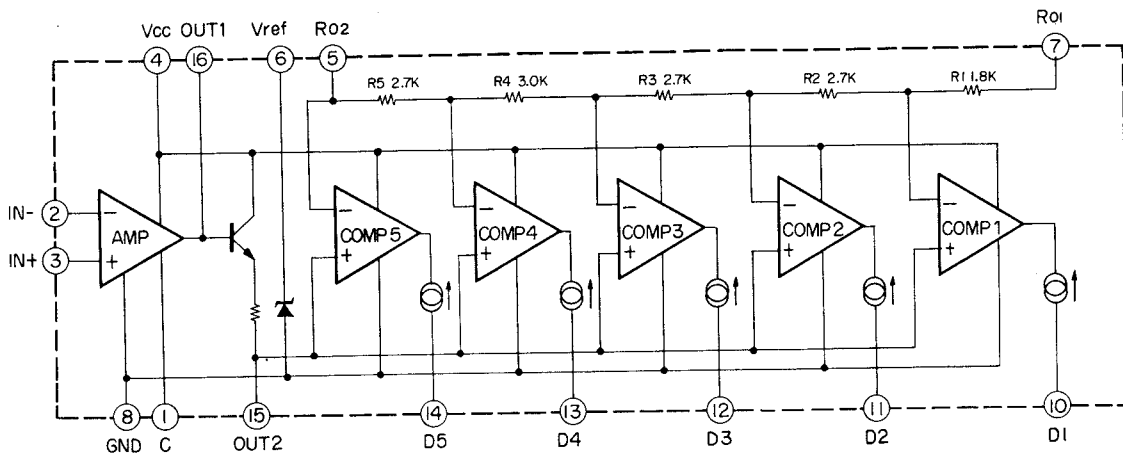 Vcc OUT1 Vref RO2 RO1
4 16 6 5 7
R5 2.7K R4 3.0K R3 2.7K R2 2.7K R1 1.8K
IN- 2
IN+ 3
−
AMP
+
−
COMP5
+
−
COMP4
+
−
COMP3
+
−
COMP2
+
−
COMP1
+
8 1 15 14 13 12 11 10
GND C OUT2 D5 D4 D3 D2 D1